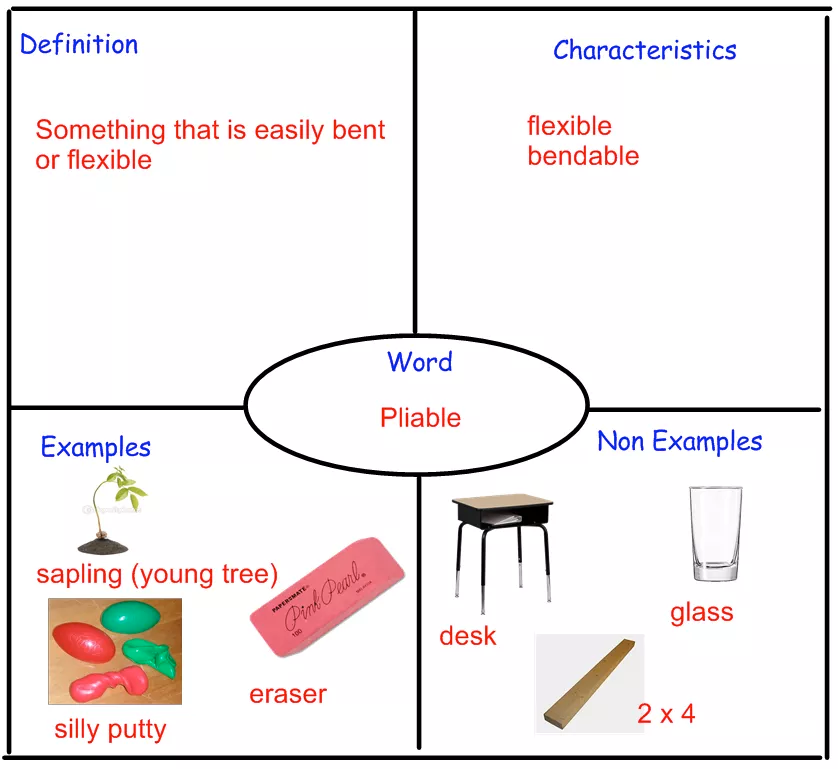 Definition
Something that is easily bent
or flexible
Characteristics
flexible
bendable
Word
Pliable
Examples
sapling (young tree)
PAPERMATE®
Pink Pearl®
100
eraser
silly putty
Non Examples
desk
glass
2 x 4